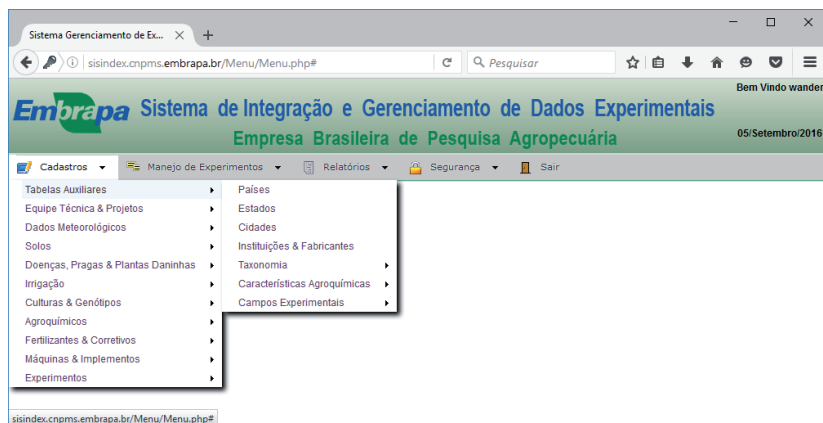 Sistema Gerenciamento de Ex...
sisindex.cnpms.embrapa.br/Menu/Menu.php#
Pesquisar
Bem Vindo wander
Embrapa Sistema de Integração e Gerenciamento de Dados Experimentais
Empresa Brasileira de Pesquisa Agropecuária
05/Setembro/2016
Cadastros Manejo de Experimentos Relatórios Segurança Sair
Tabelas Auxiliares Países
Equipe Técnica & Projetos Estados
Dados Meteorológicos Cidades
Solos Instituições & Fabricantes
Doenças, Pragas & Plantas Daninhas Taxonomia
Irrigação Características Agroquímicas
Culturas & Genótipos Campos Experimentais
Agroquímicos
Fertilizantes & Corretivos
Máquinas & Implementos
Experimentos
sisindex.cnpms.embrapa.br/Menu/Menu.php#